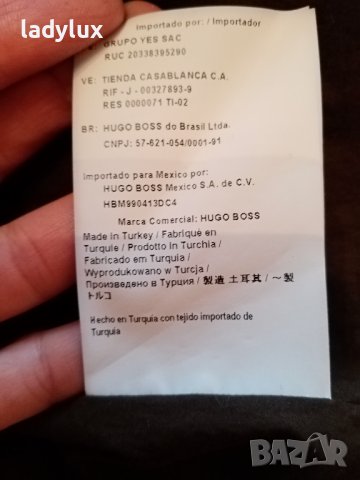 ladylux
Importado por: / Importador
GRUPO YES SAC
RUC 20338395290
VE: TIENDA CASABLANCA C.A.
RIF - J - 00327893-9
RES 0000071 TI-02
BR: HUGO BOSS do Brasil Ltda.
CNPJ: 57-621-054/0001-91
Importado para Mexico por:
HUGO BOSS Mexico S.A. de C.V.
HBM990413DC4
Marca Comercial: HUGO BOSS
Made in Turkey / Fabriqué en
Turquie / Prodotto in Turchia /
Fabricado em Turquia /
Wyprodukowano w Turcja /
Произведено в Турция / 製造 土耳其 / ～製
トルコ
Hecho en Turquia con tejido importado de
Turquia
BAZAR